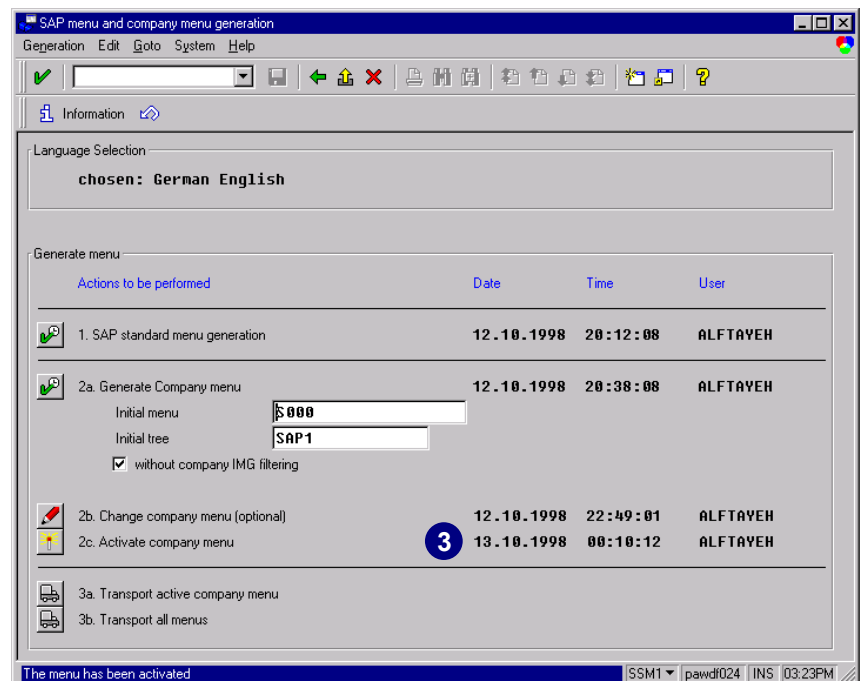 SAP menu and company menu generation
Generation Edit Goto System Help
Information
Language Selection
chosen: German English
Generate menu
Actions to be performed Date Time User
1. SAP standard menu generation 12.10.1998 20:12:08 ALFTAYEH
2a. Generate Company menu 12.10.1998 20:38:08 ALFTAYEH
Initial menu S000
Initial tree SAP1
without company IMG filtering
2b. Change company menu (optional) 12.10.1998 22:49:01 ALFTAYEH
2c. Activate company menu 3 13.10.1998 00:10:12 ALFTAYEH
3a. Transport active company menu
3b. Transport all menus
The menu has been activated SSM1 pawdf024 INS 03:23PM